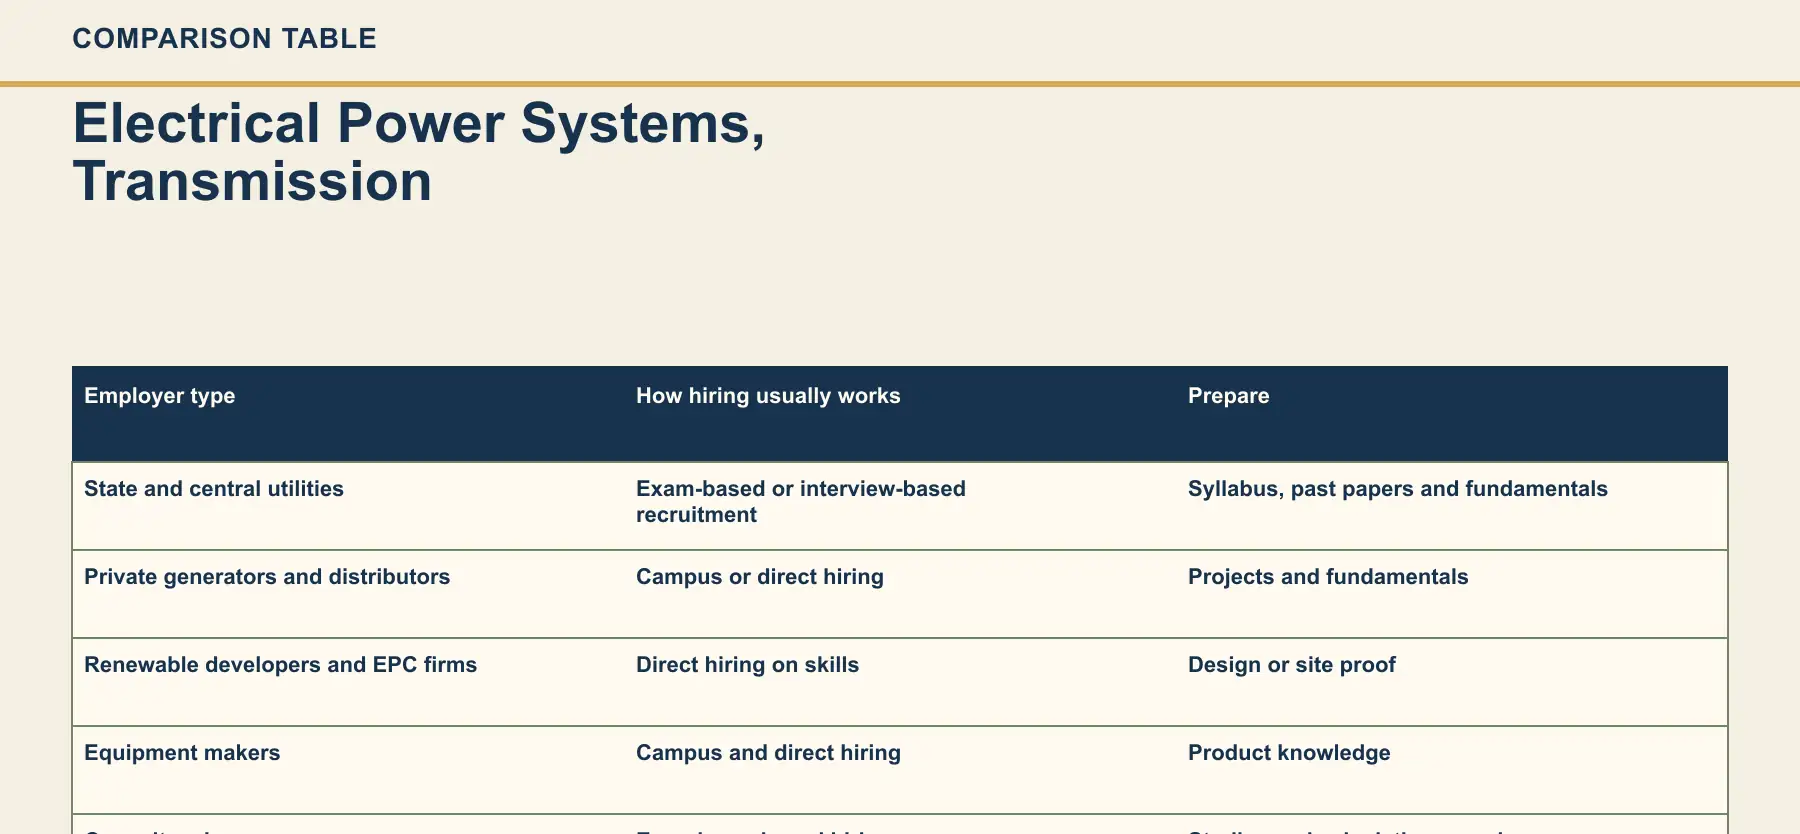 COMPARISON TABLE
Electrical Power Systems,
Transmission
Employer type How hiring usually works Prepare
State and central utilities Exam-based or interview-based Syllabus, past papers and fundamentals
recruitment
Private generators and distributors Campus or direct hiring Projects and fundamentals
Renewable developers and EPC firms Direct hiring on skills Design or site proof
Equipment makers Campus and direct hiring Product knowledge